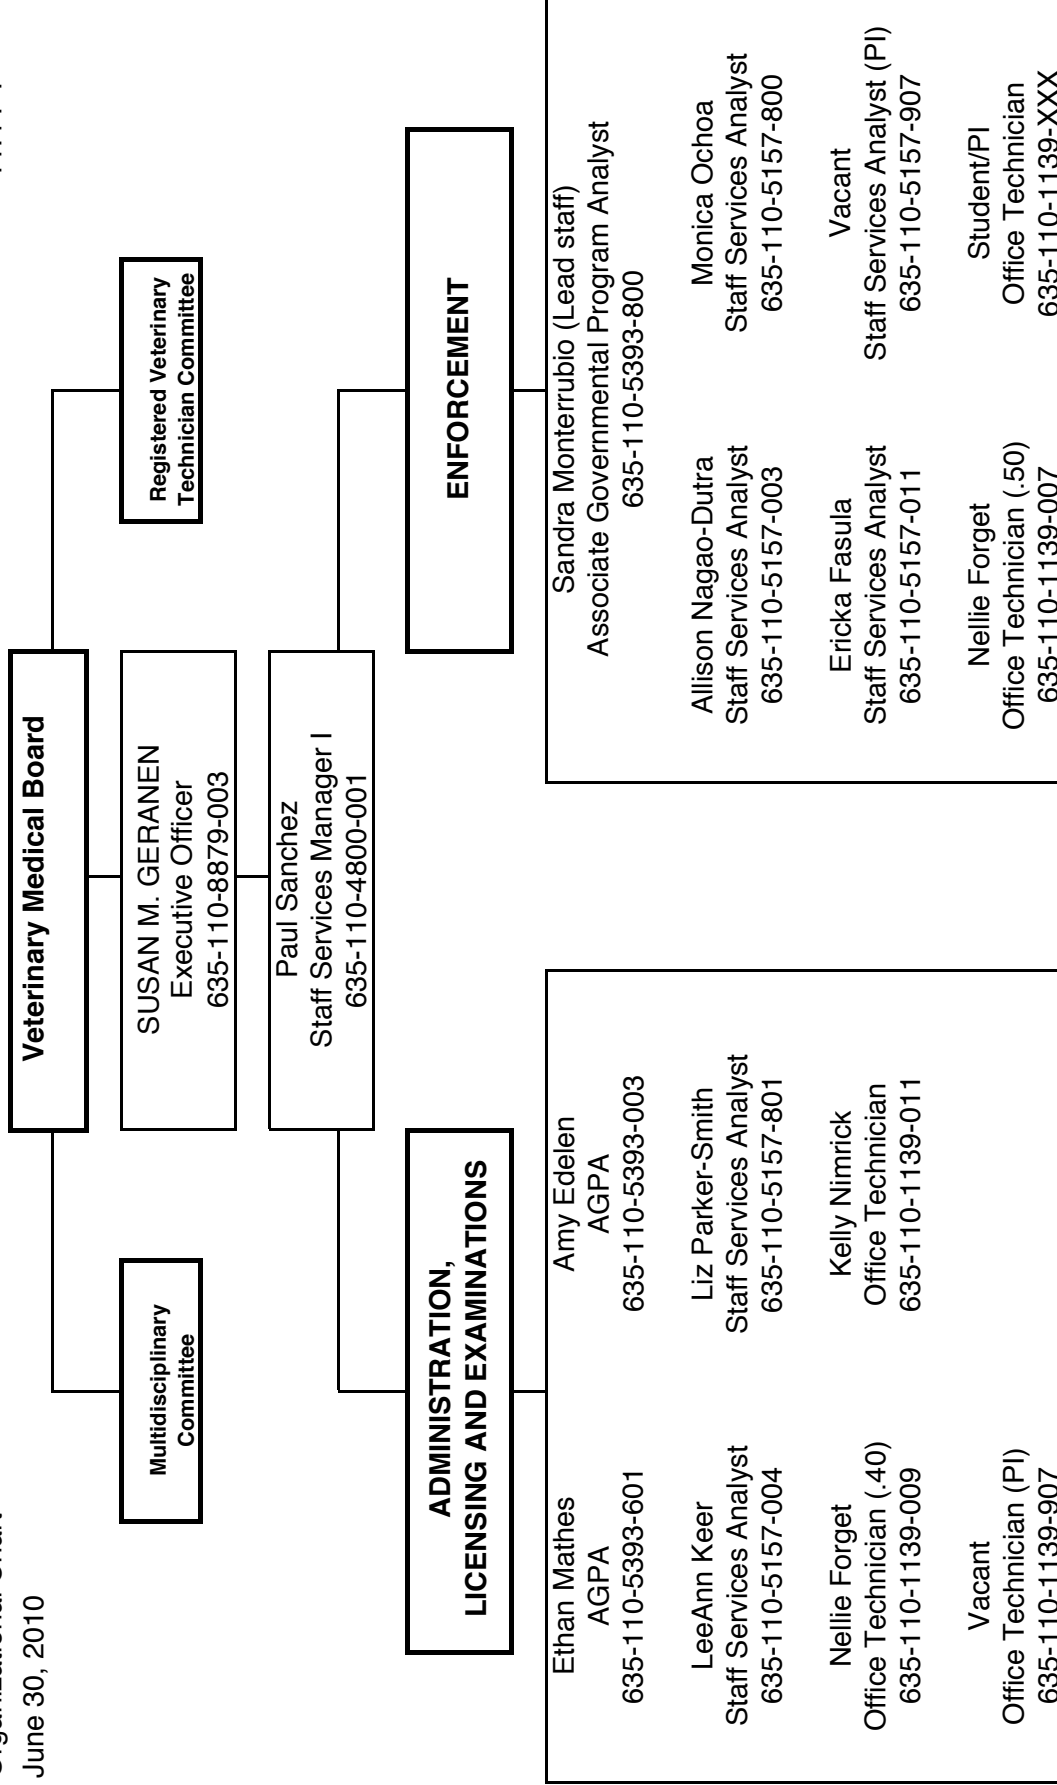 June 30, 2010
Veterinary Medical Board
Multidisciplinary
Committee
Registered Veterinary
Technician Committee
SUSAN M. GERANEN
Executive Officer
635-110-8879-003
Paul Sanchez
Staff Services Manager I
635-110-4800-001
ADMINISTRATION,
LICENSING AND EXAMINATIONS
Ethan Mathes
AGPA
635-110-5393-601
Amy Edelen
AGPA
635-110-5393-003
LeeAnn Keer
Staff Services Analyst
635-110-5157-004
Liz Parker-Smith
Staff Services Analyst
635-110-5157-801
Nellie Forget
Office Technician (.40)
635-110-1139-009
Kelly Nimrick
Office Technician
635-110-1139-011
Vacant
Office Technician (PI)
635-110-1139-907
ENFORCEMENT
Sandra Monterrubio (Lead staff)
Associate Governmental Program Analyst
635-110-5393-800
Allison Nagao-Dutra
Staff Services Analyst
635-110-5157-003
Monica Ochoa
Staff Services Analyst
635-110-5157-800
Ericka Fasula
Staff Services Analyst
635-110-5157-011
Vacant
Staff Services Analyst (PI)
635-110-5157-907
Nellie Forget
Office Technician (.50)
635-110-1139-007
Student/PI
Office Technician
635-110-1139-XXX